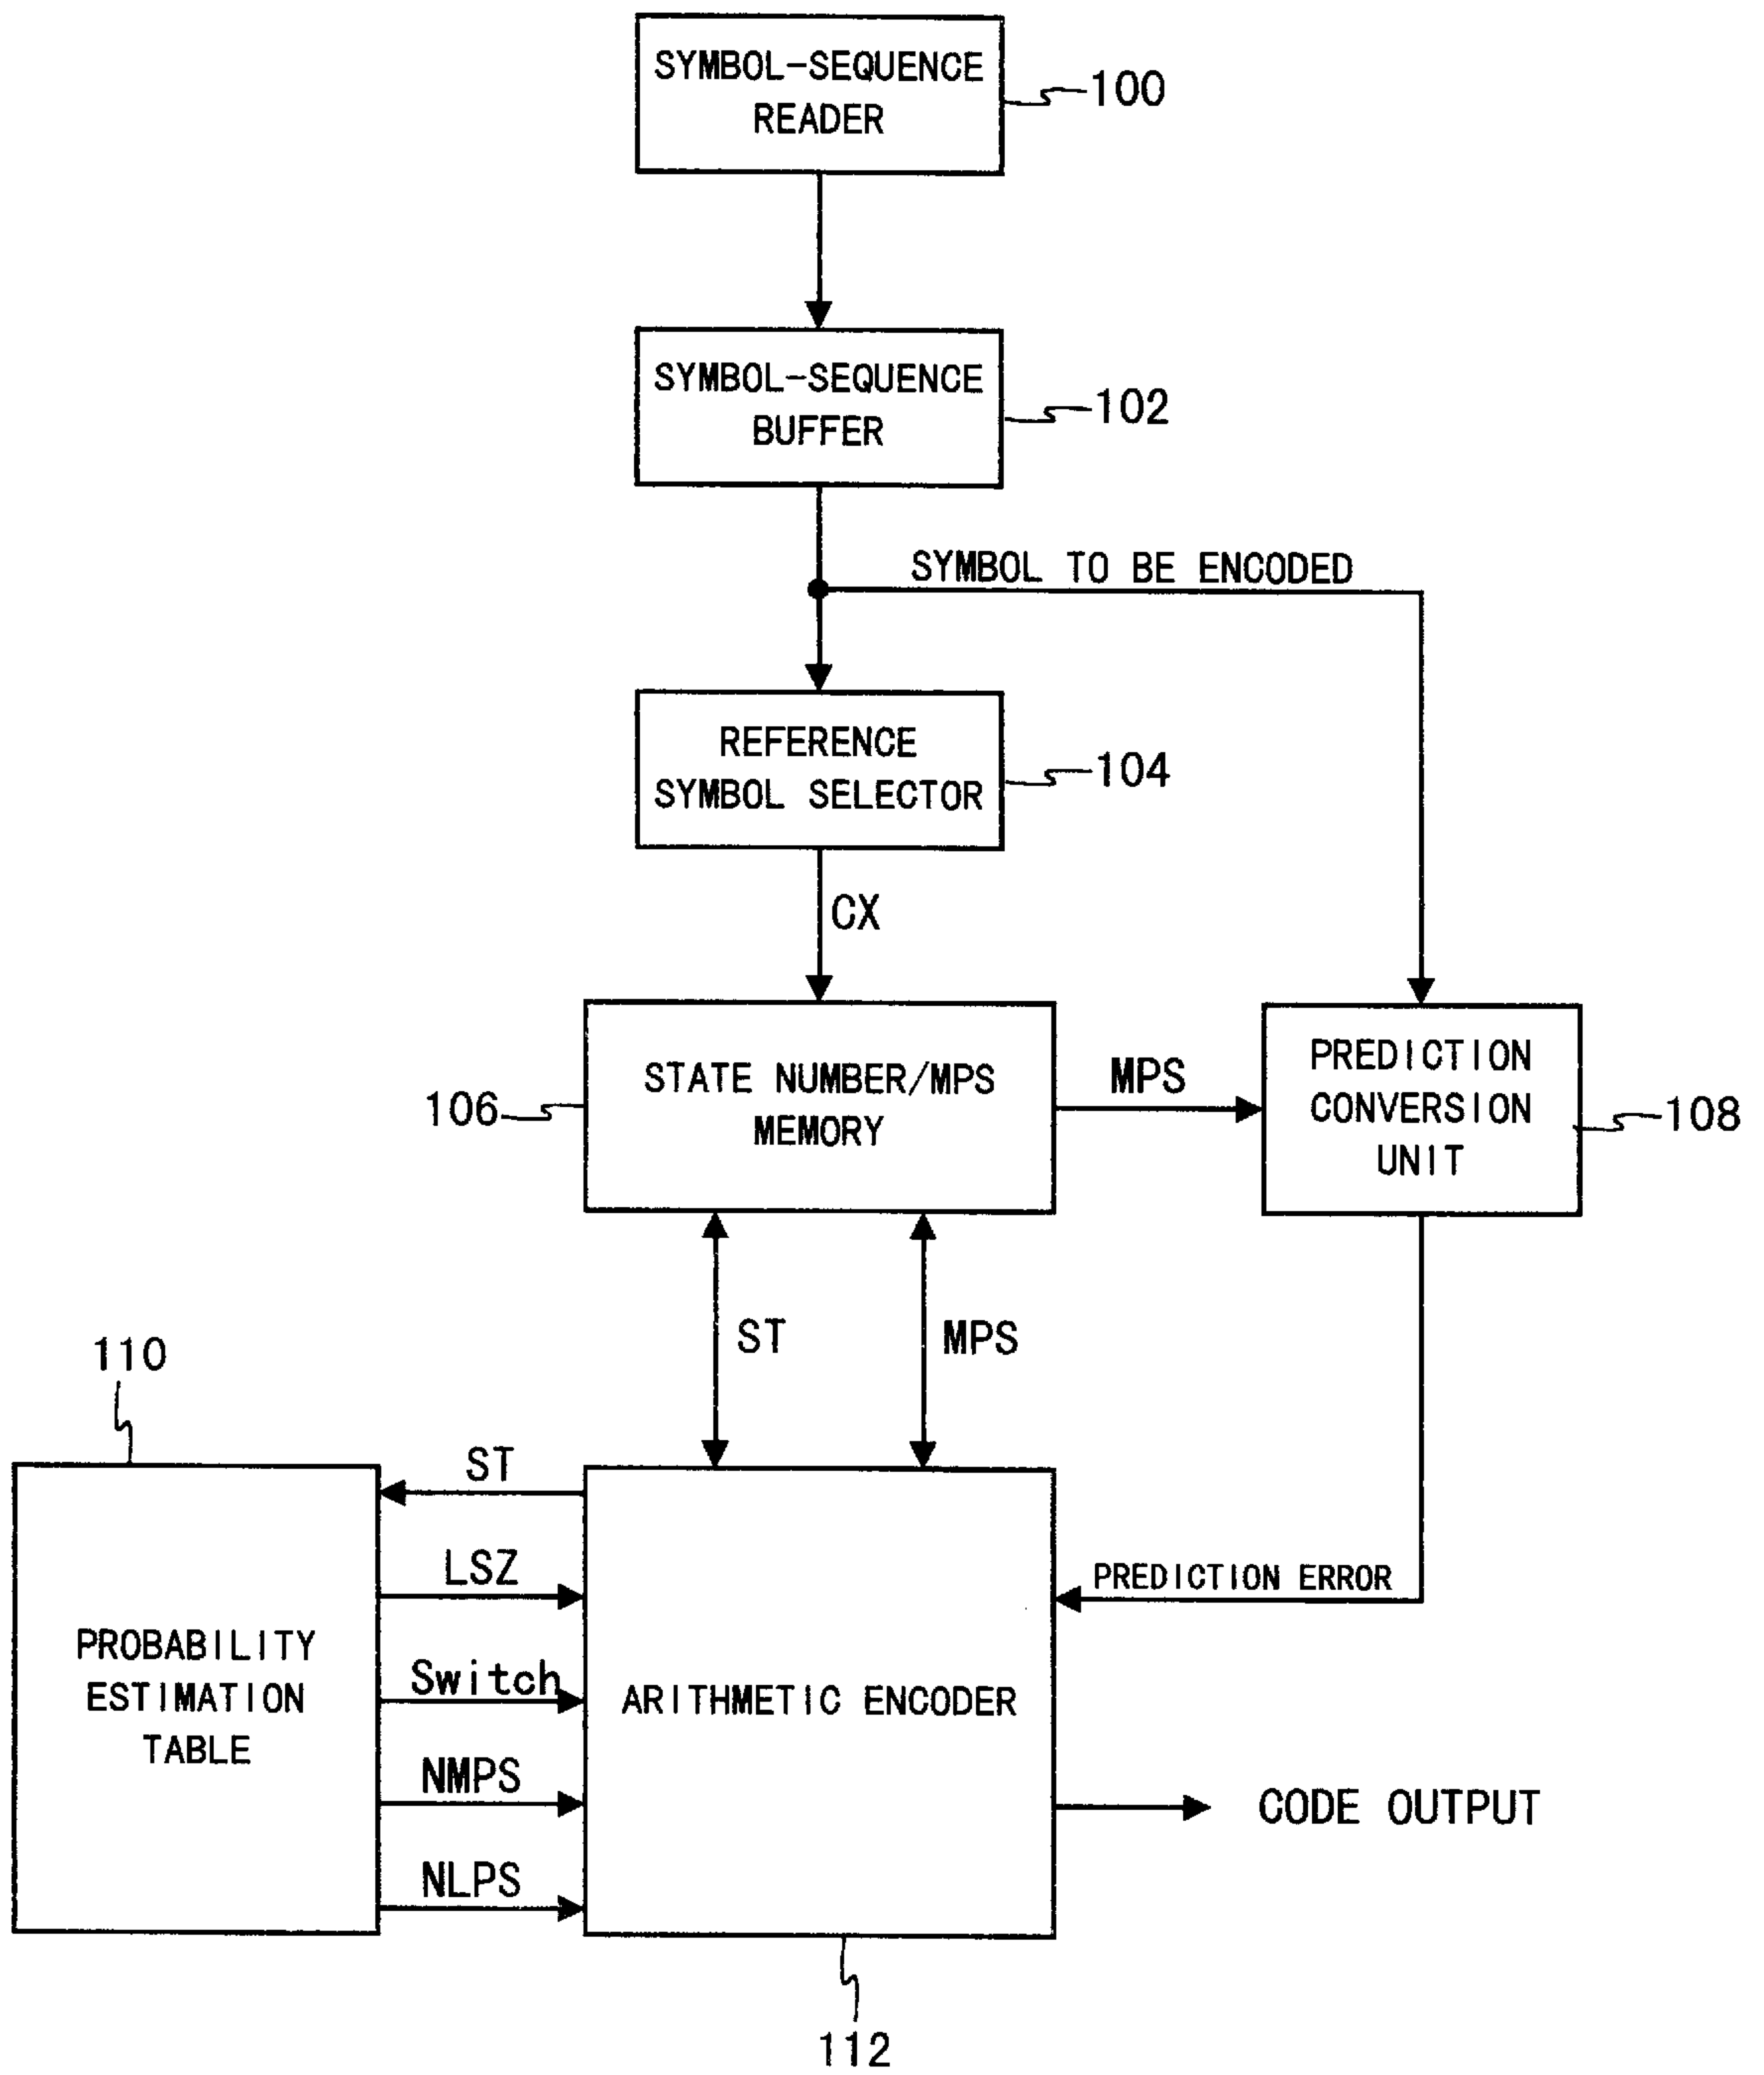 SYMBOL-SEQUENCE
READER
100
SYMBOL-SEQUENCE
BUFFER
102
SYMBOL TO BE ENCODED
REFERENCE
SYMBOL SELECTOR
104
CX
STATE NUMBER/MPS
MEMORY
106
MPS
PREDICTION
CONVERSION
UNIT
108
ST
MPS
110
ST
LSZ
Switch
NMPS
NLPS
PROBABILITY
ESTIMATION
TABLE
ARITHMETIC ENCODER
PREDICTION ERROR
CODE OUTPUT
112